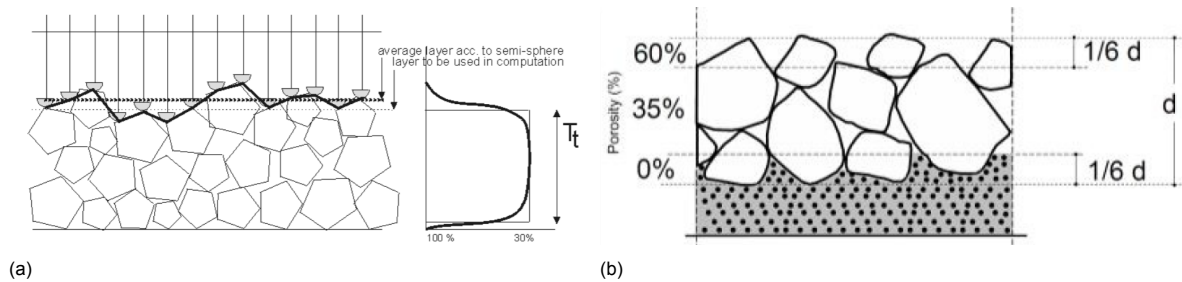 average layer acc. to semi-sphere
layer to be used in computation
Tt
100 %
30%
(a)
Porosity (%)
60%
35%
0%
1/6 d
d
1/6 d
(b)